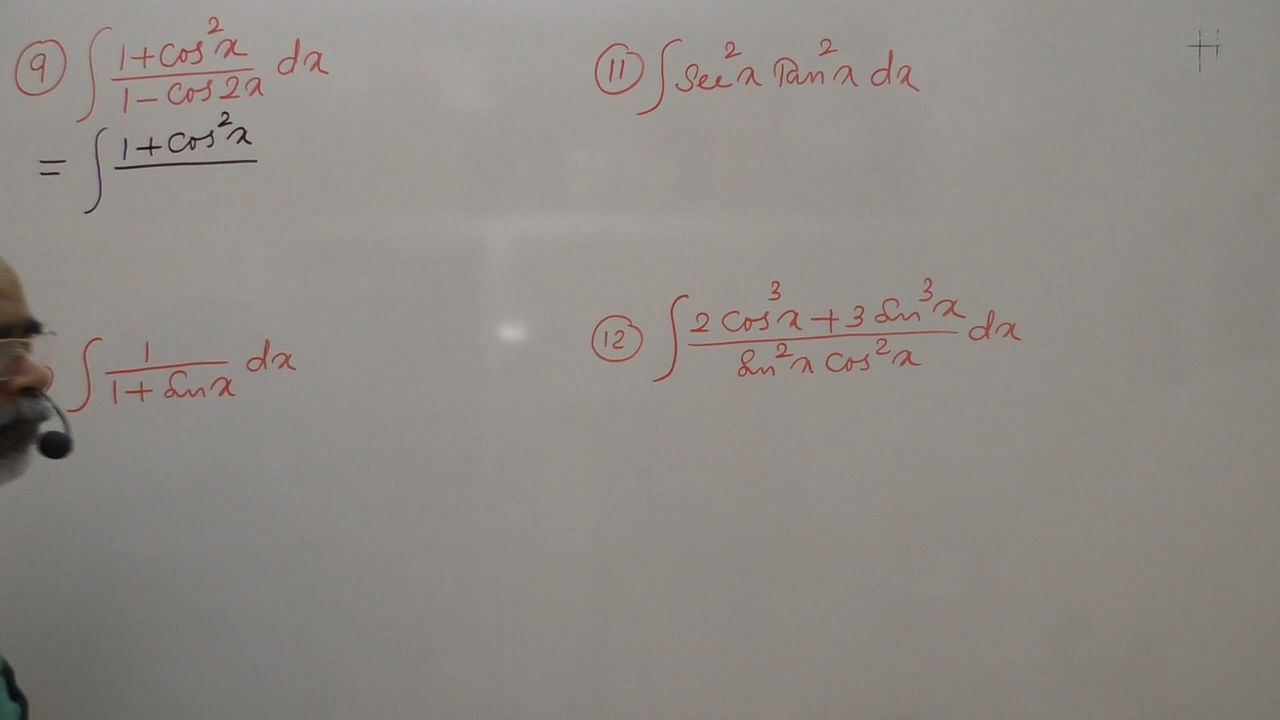 ⑨ ∫ (1+cos²x)/(1-cos2x) dx
= ∫ (1+cos²x)/
∫ 1/(1+Sinx) dx
⑪ ∫ Sec²x Tan²x dx
⑫ ∫ (2cos³x+3Sin³x)/(Sin²x cos²x) dx